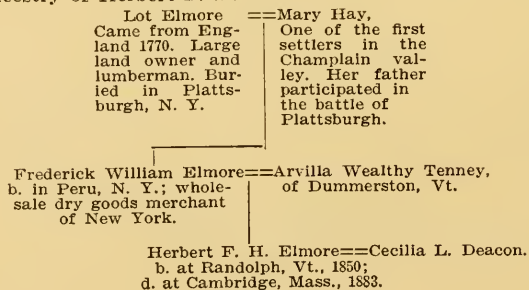 Lot Elmore ==Mary Hay,
Came from Eng-
land 1770. Large
land owner and
lumberman. Bur-
ied in Platts-
burgh, N. Y.
One of the first
settlers in the
Champlain val-
ley. Her father
participated in
the battle of
Plattsburgh.
Frederick William Elmore==Arvilla Wealthy Tenney,
b. in Peru, N. Y.; whole-
sale dry goods merchant
of New York.
of Dummerston, Vt.
Herbert F. H. Elmore==Cecilia L. Deacon.
b. at Randolph, Vt., 1850;
d. at Cambridge, Mass., 1883.